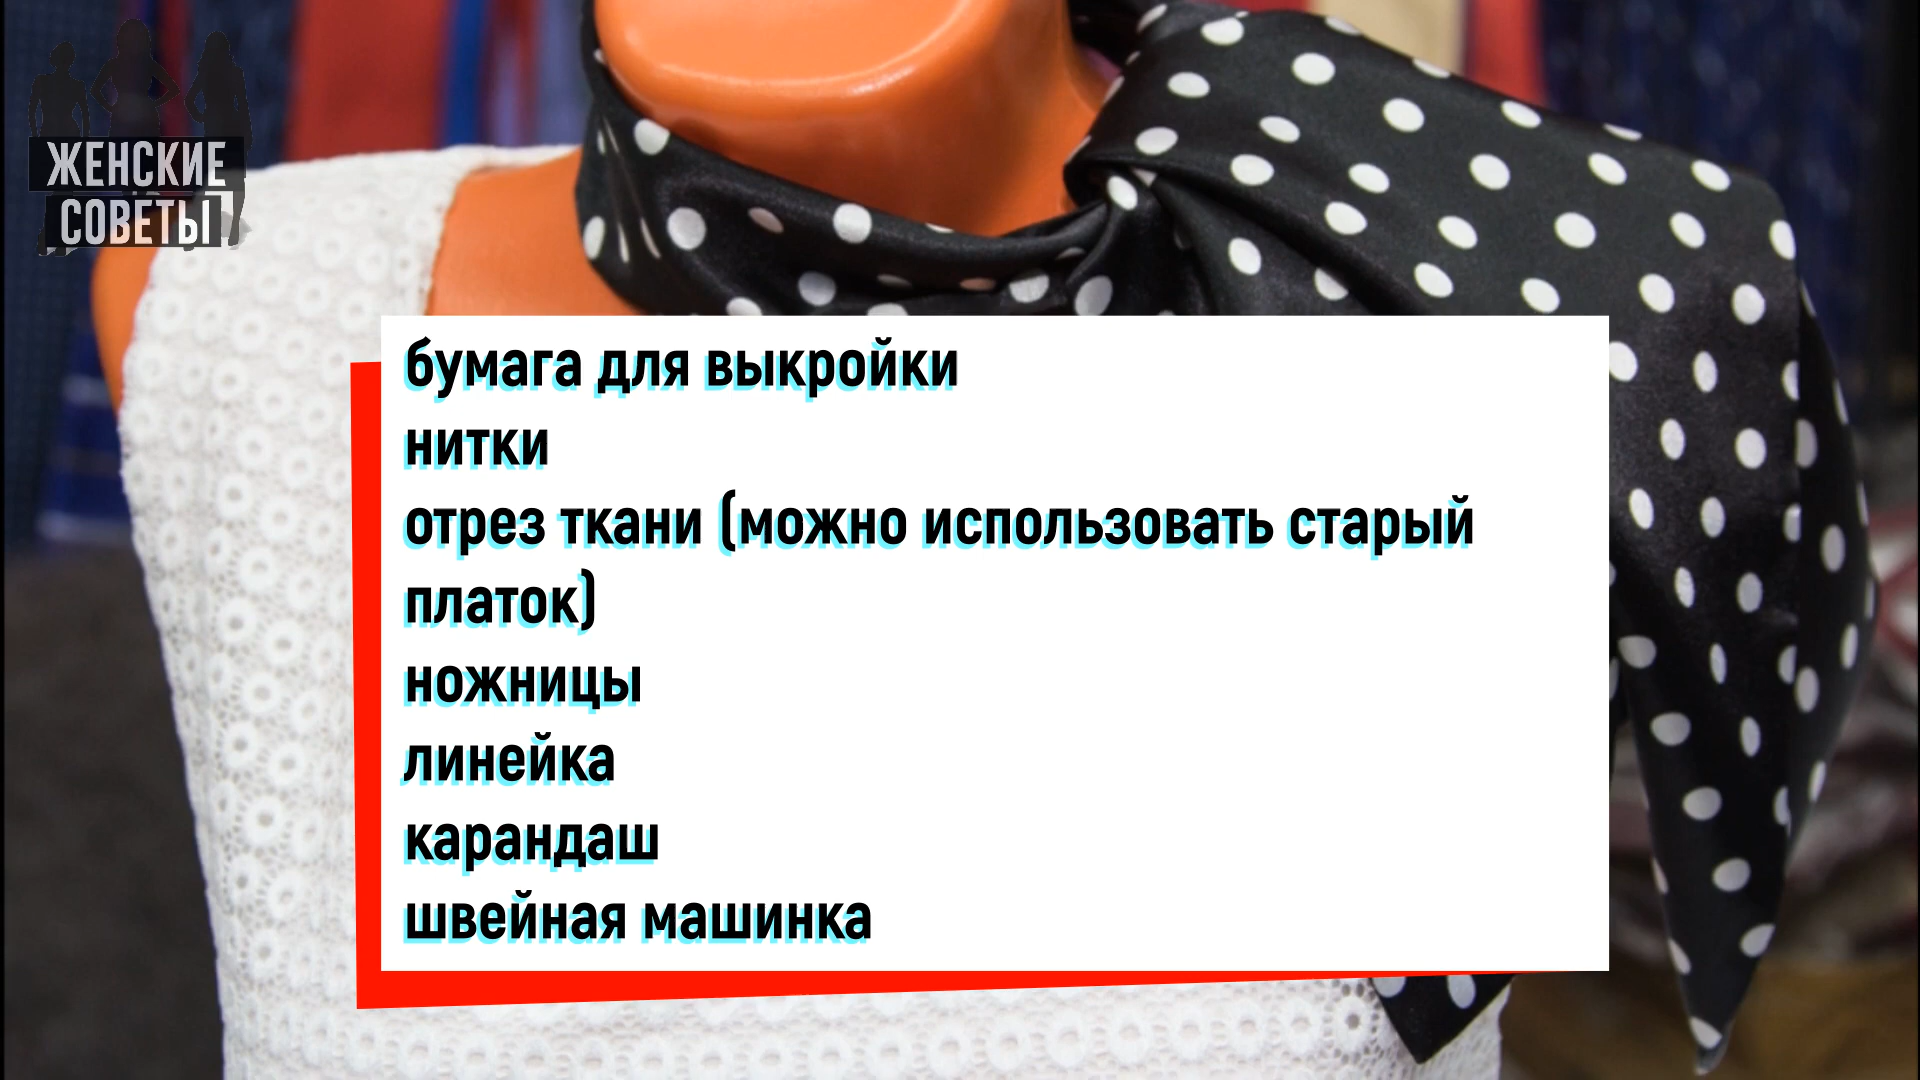 ЖЕНСКИЕ
СОВЕТЫ
бумага для выкройки
нитки
отрез ткани (можно использовать старый
платок)
ножницы
линейка
карандаш
швейная машинка